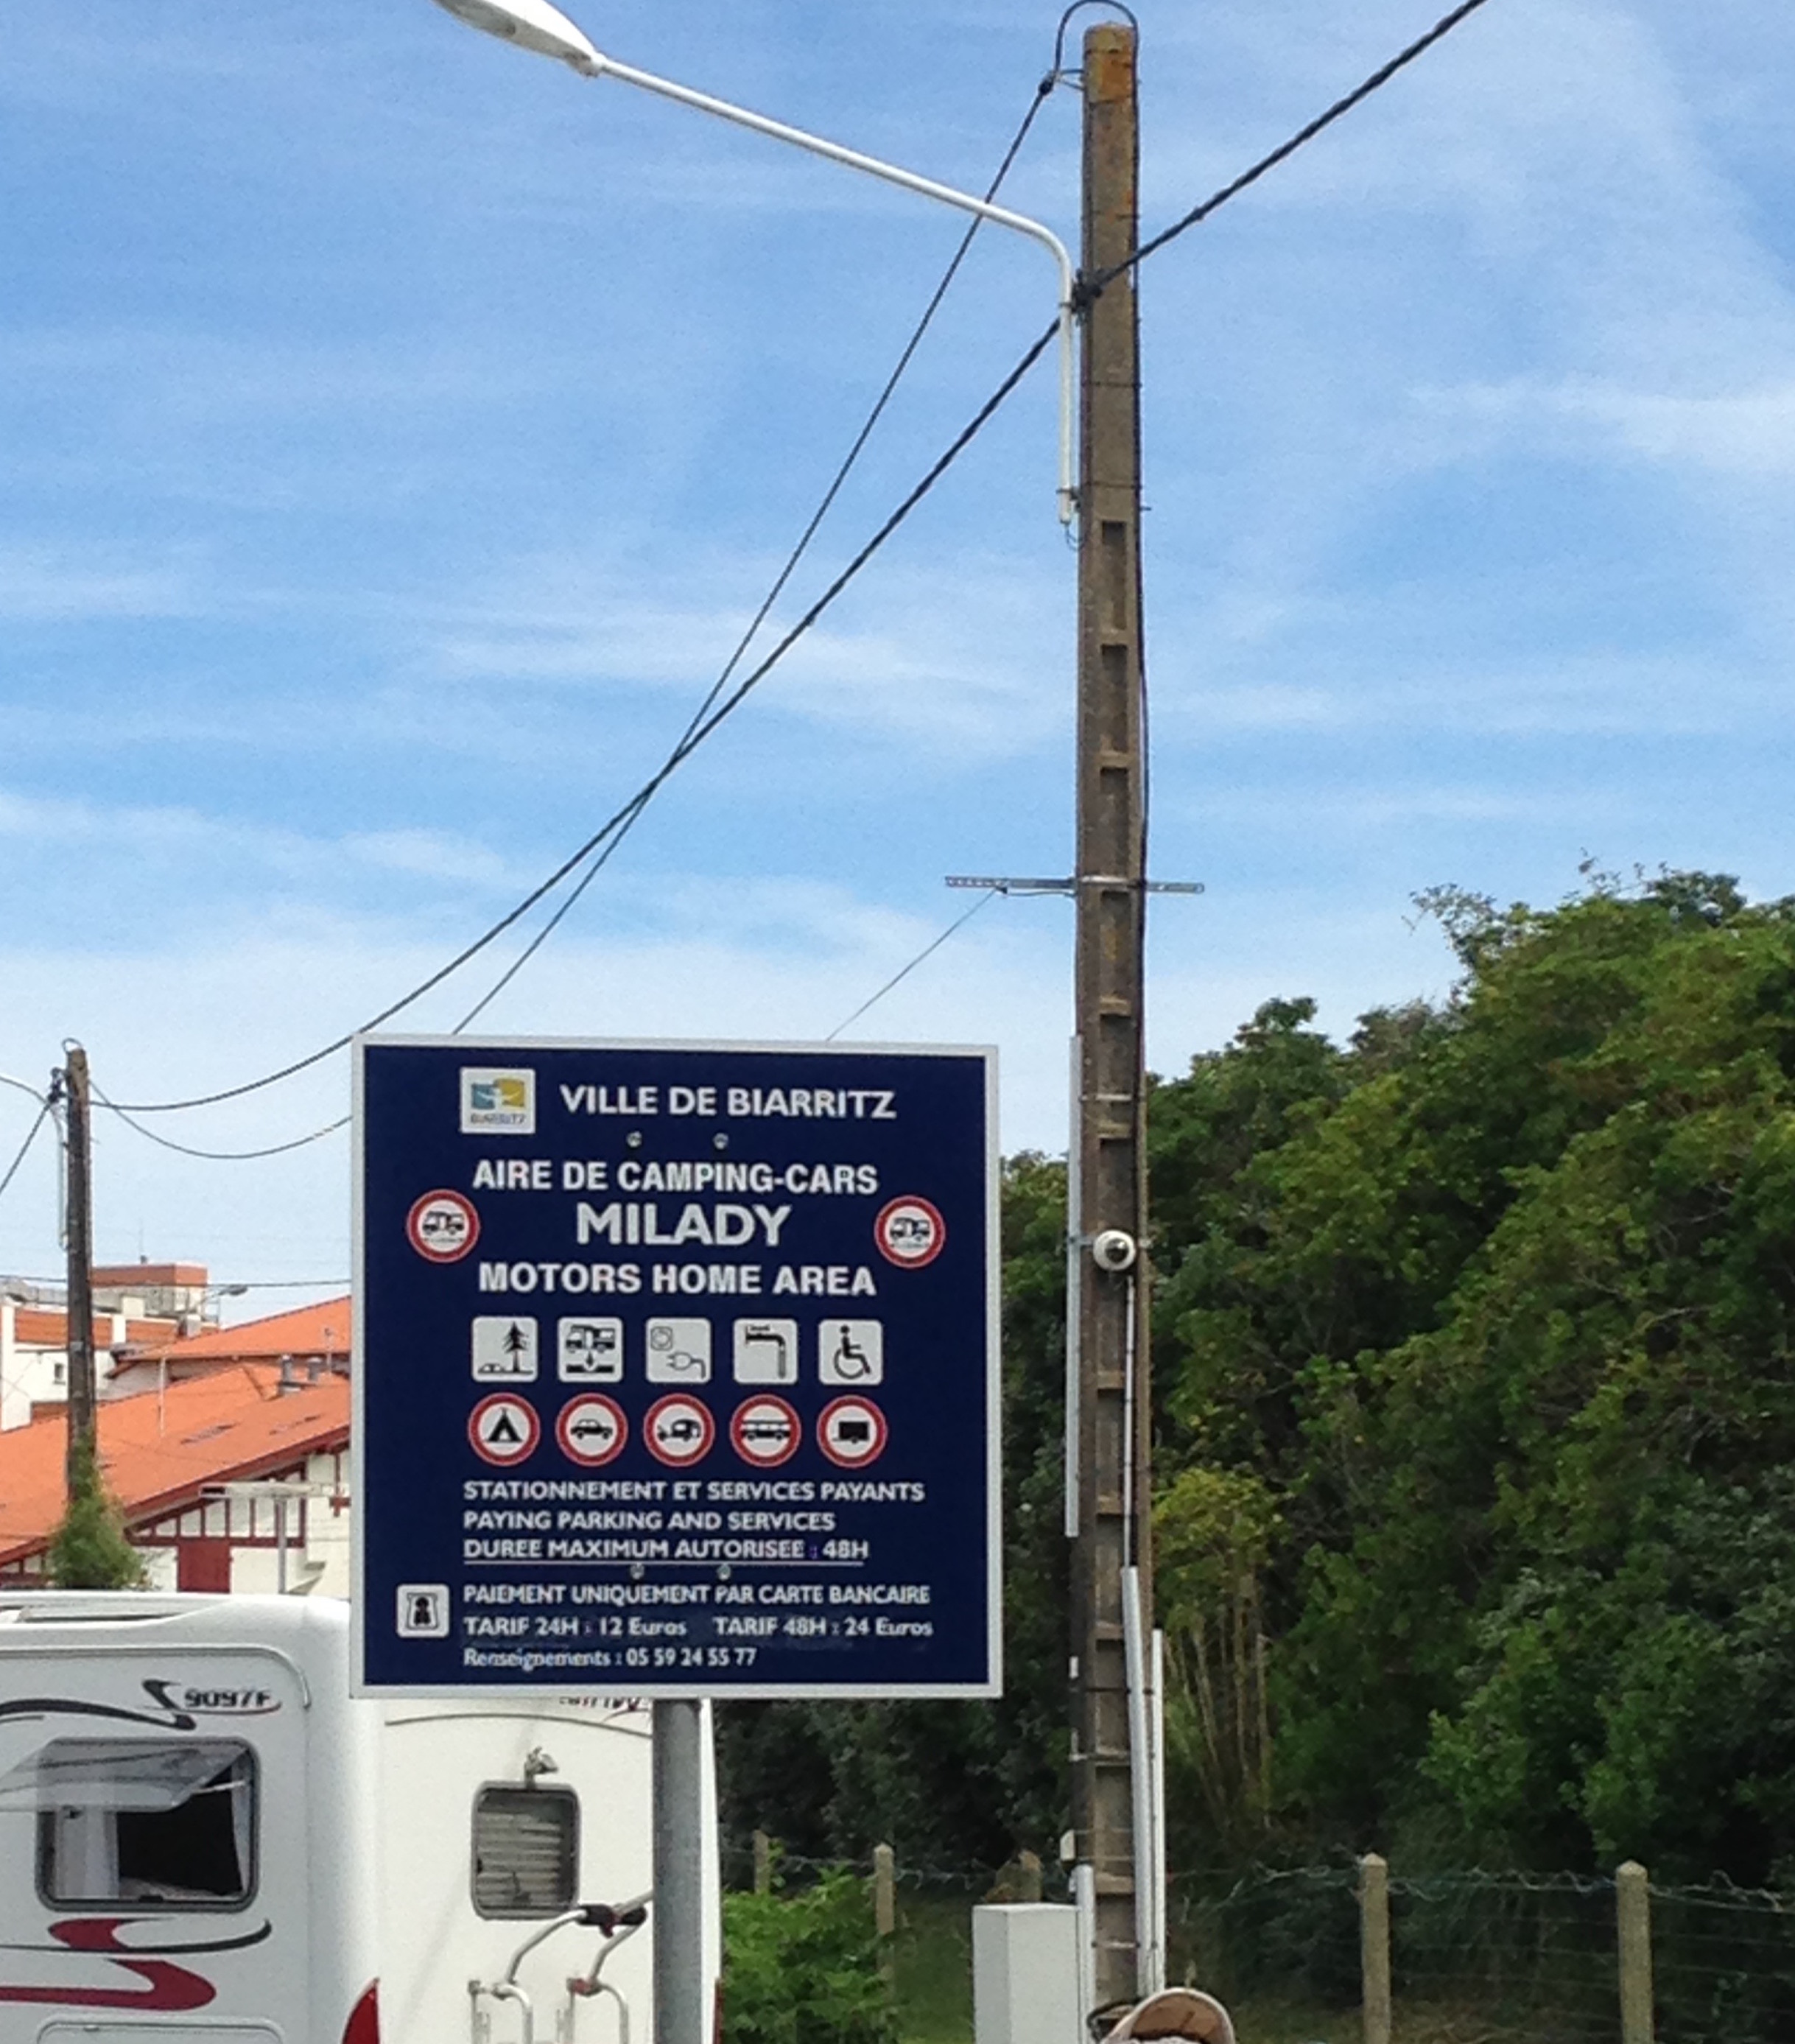 BIARRITZ
VILLE DE BIARRITZ
AIRE DE CAMPING-CARS
MILADY
MOTORS HOME AREA
STATIONNEMENT ET SERVICES PAYANTS
PAYING PARKING AND SERVICES
DUREE MAXIMUM AUTORISEE : 48H
PAIEMENT UNIQUEMENT PAR CARTE BANCAIRE
TARIF 24H : 12 Euros TARIF 48H : 24 Euros
Renseignements : 05 59 24 55 77
9097F